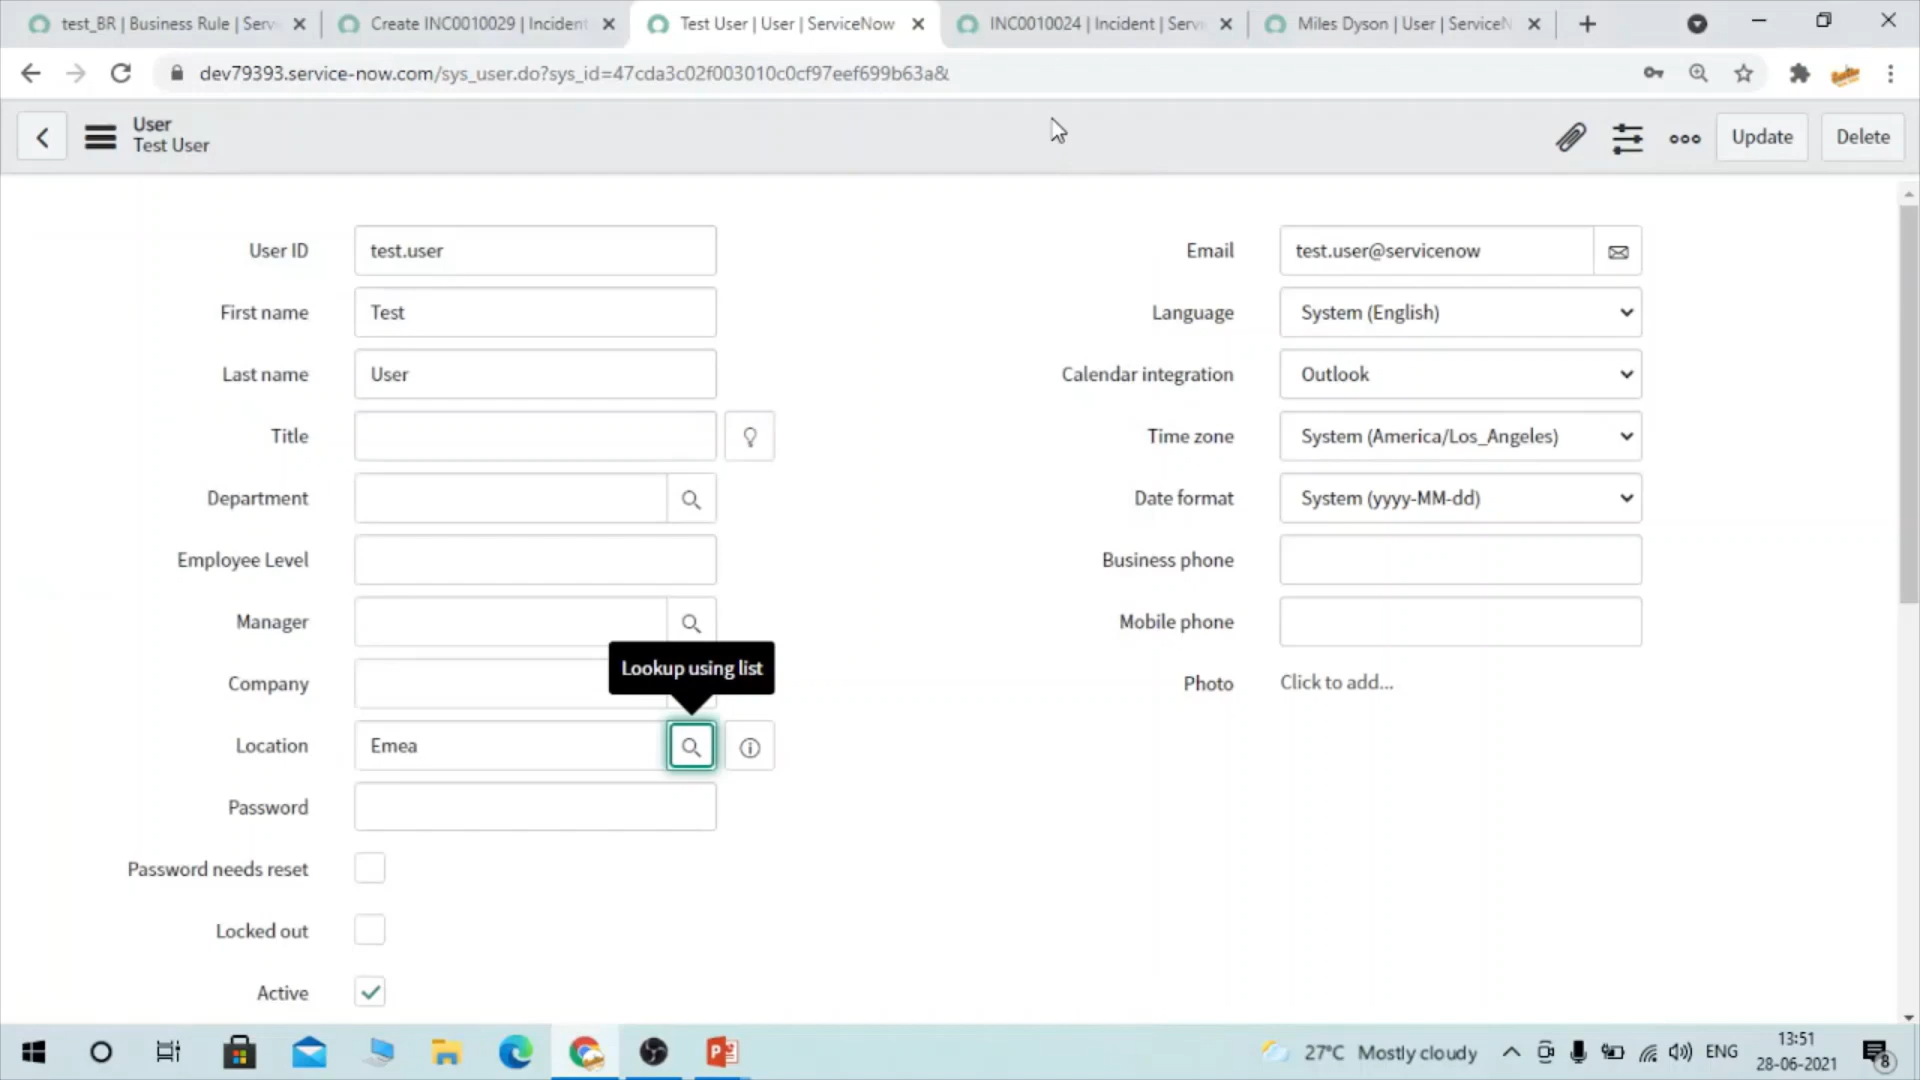 test_BR | Business Rule | Serv
Create INC0010029 | Incident
Test User | User | ServiceNow
INC0010024 | Incident | Servi
Miles Dyson | User | ServiceN
dev79393.service-now.com/sys_user.do?sys_id=47cda3c02f003010c0cf97eef699b63a&
User
Test User
Update
Delete
User ID
test.user
First name
Test
Last name
User
Title
Department
Employee Level
Manager
Lookup using list
Company
Location
Emea
Password
Password needs reset
Locked out
Active
Email
test.user@servicenow
Language
System (English)
Calendar integration
Outlook
Time zone
System (America/Los_Angeles)
Date format
System (yyyy-MM-dd)
Business phone
Mobile phone
Photo
Click to add...
27°C Mostly cloudy
ENG
13:51
28-06-2021
8